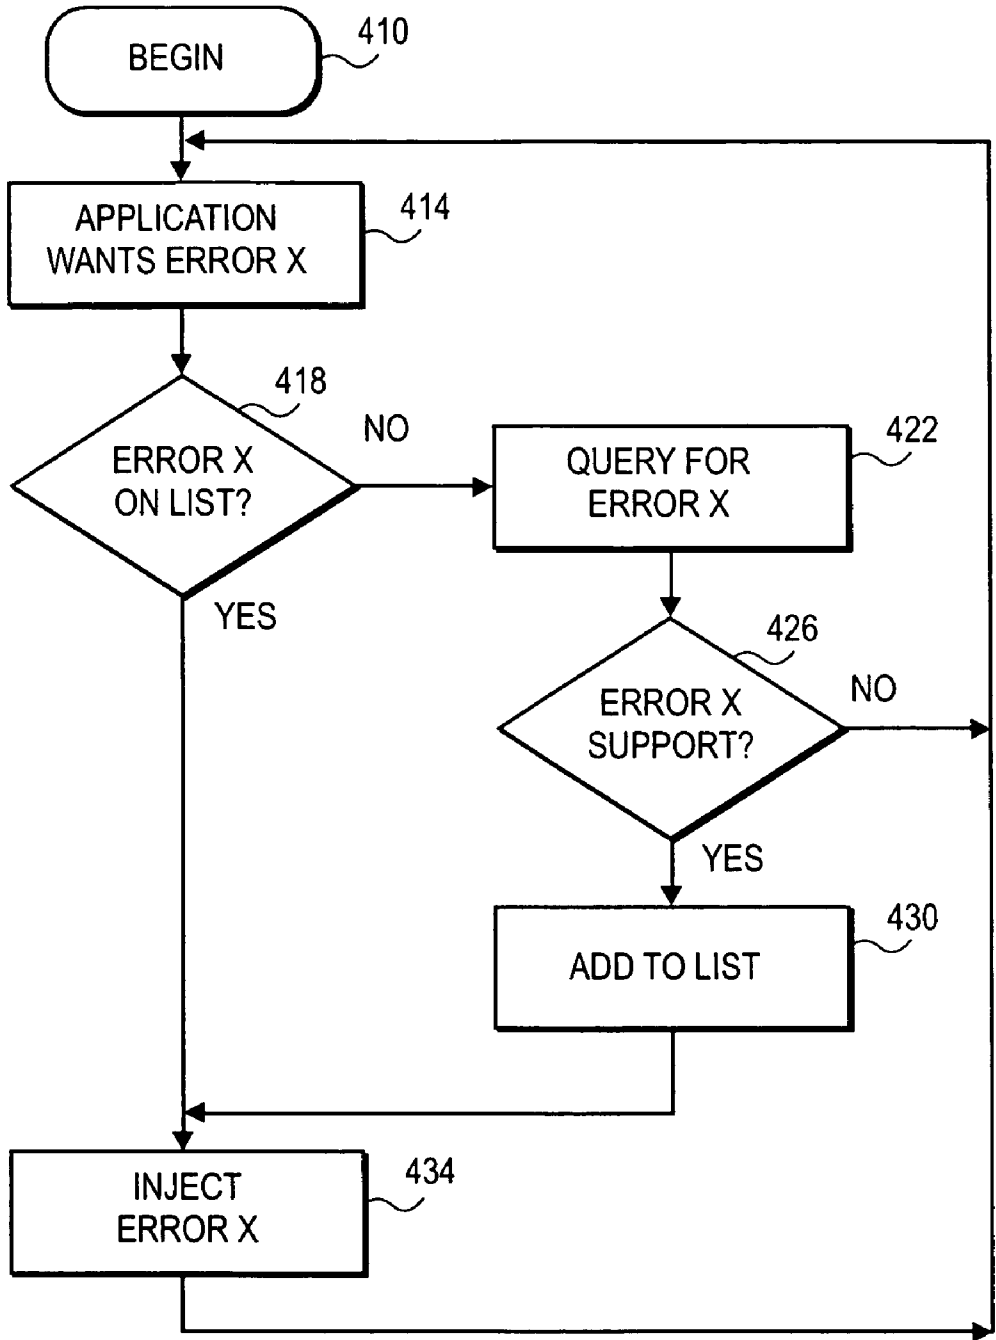 BEGIN
410
APPLICATION
WANTS ERROR X
414
418
ERROR X
ON LIST?
NO
YES
QUERY FOR
ERROR X
422
426
ERROR X
SUPPORT?
NO
YES
ADD TO LIST
430
INJECT
ERROR X
434